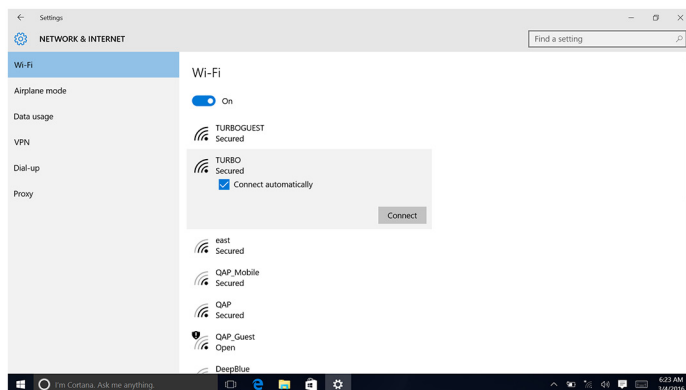 Settings
NETWORK & INTERNET
Find a setting
Wi-Fi
Airplane mode
Data usage
VPN
Dial-up
Proxy
Wi-Fi
On
TURBOGUEST
Secured
TURBO
Secured
Connect automatically
Connect
east
Secured
QAP_Mobile
Secured
QAP
Secured
QAP_Guest
Open
DeepBlue
I'm Cortana. Ask me anything.
6:23 AM
3/4/2016